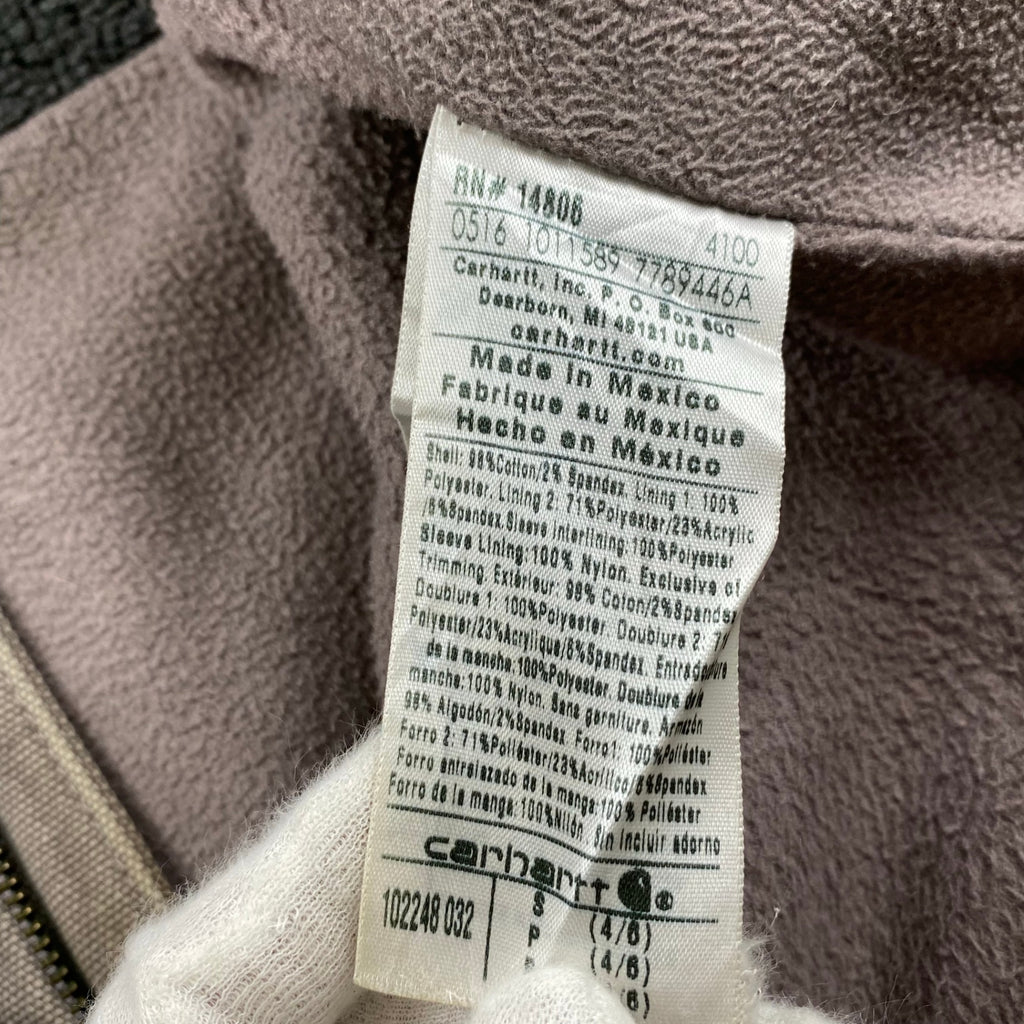 RN# 14806 4100
0516 1011589 7789446A
Carhartt, Inc. P.O. Box 600
Dearborn, MI 48121 USA
carhartt.com
Made in Mexico
Fabrique au Mexique
Hecho en México
Shell: 98%Cotton/2% Spandex. Lining 1. 100%
Polyester. Lining 2: 71%Polyester/23%Acrylic
/6%Spandex.Sleeve interlining:100%Polyester
Sleeve Lining:100% Nylon. Exclusive of
Trimming. Extérieur: 98% Coton/2%Spandex
Doublure 1: 100%Polyester. Doublure 2:
Polyester/23%Acrylique/6%Spandex.
de la manche:100%Polyester. Doublure
manche:100% Nylon. Sans garniture. Armazón
98% Algodón/2%Spandex. Forro1: 100%Poliéster
Forro 2: 71%Poliéster/23%Acrílico/6%Spandex
Forro entrelazado de la manga:100% Poliéster
Forro de la manga:100%Nilón. Sin incluir adorno
carhartt ®
102248 032 S (4/6)
P (4/6)